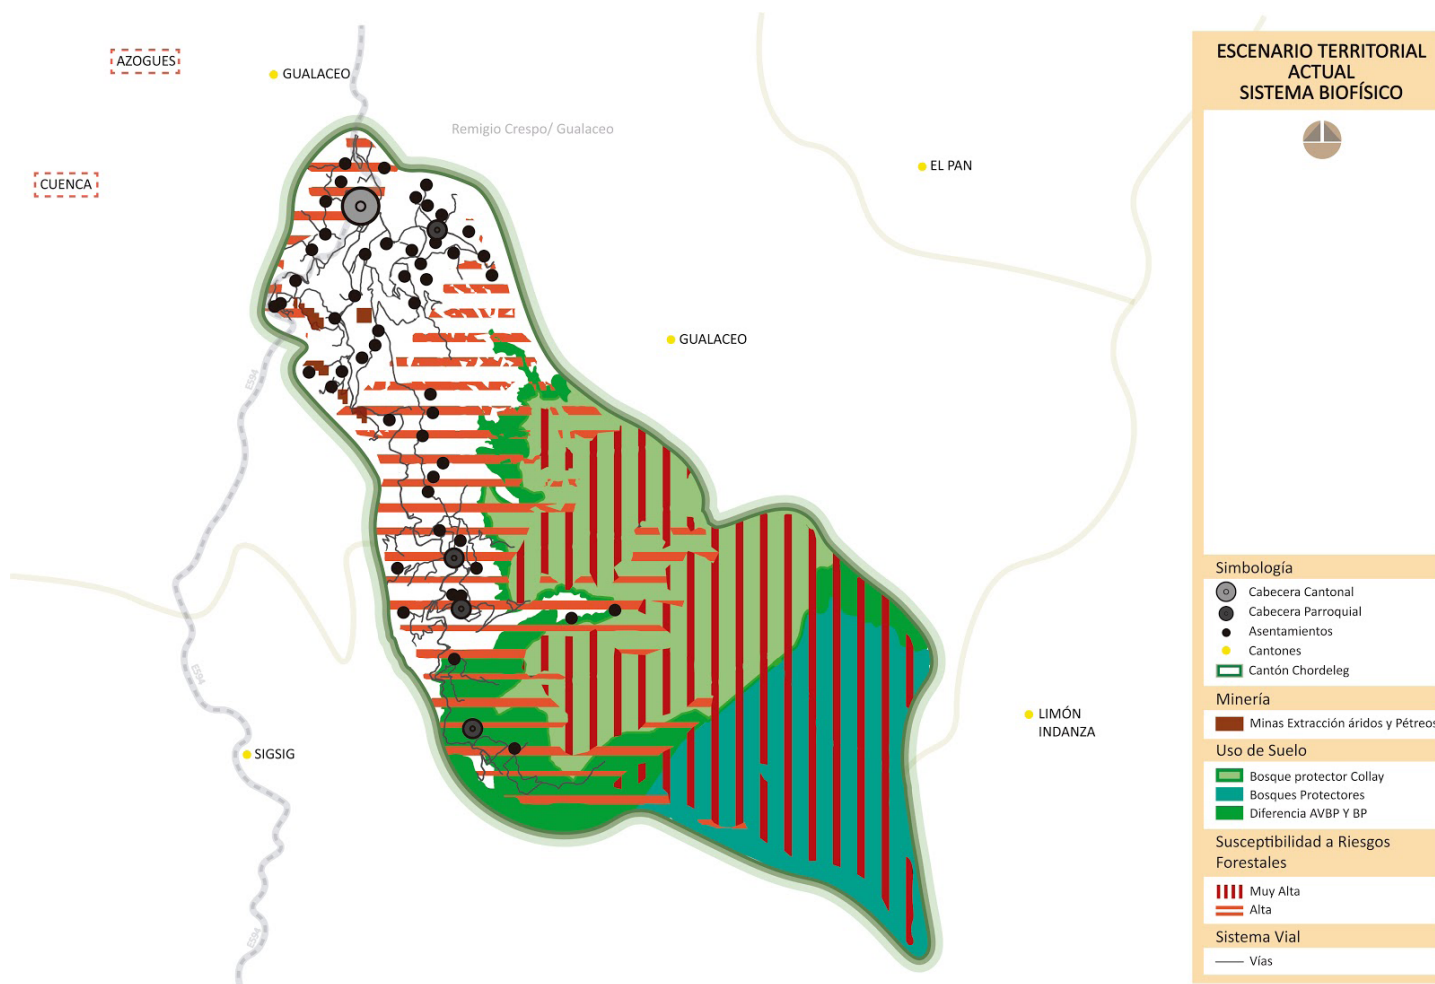 AZOGUES
GUALACEO
Remigio Crespo/ Gualaceo
CUENCA
EL PAN
GUALACEO
E594
E594
LIMÓN
INDANZA
SIGSIG
E594
ESCENARIO TERRITORIAL
ACTUAL
SISTEMA BIOFÍSICO
Simbología
Cabecera Cantonal
Cabecera Parroquial
Asentamientos
Cantones
Cantón Chordeleg
Minería
Minas Extracción áridos y Pétreos
Uso de Suelo
Bosque protector Collay
Bosques Protectores
Diferencia AVBP Y BP
Susceptibilidad a Riesgos
Forestales
Muy Alta
Alta
Sistema Vial
Vías